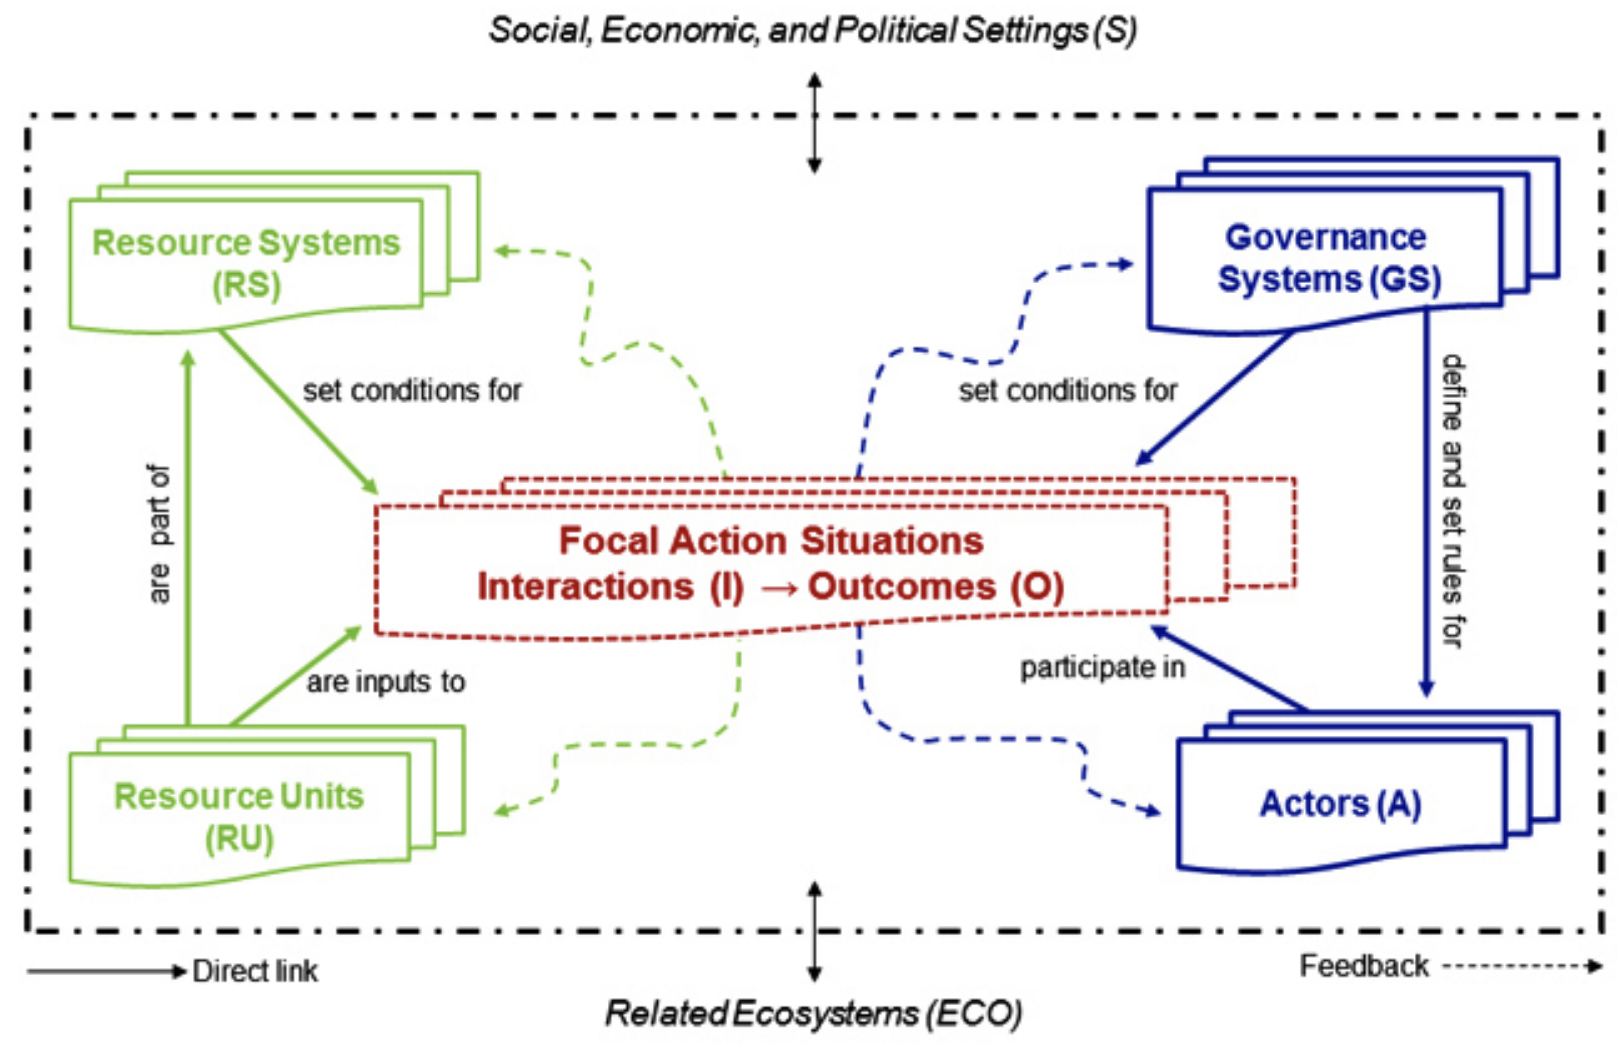 Social, Economic, and Political Settings (S)
Resource Systems
(RS)
Governance
Systems (GS)
set conditions for
set conditions for
are part of
define and set rules for
Focal Action Situations
Interactions (I) → Outcomes (O)
are inputs to
participate in
Resource Units
(RU)
Actors (A)
Direct link
Feedback
Related Ecosystems (ECO)